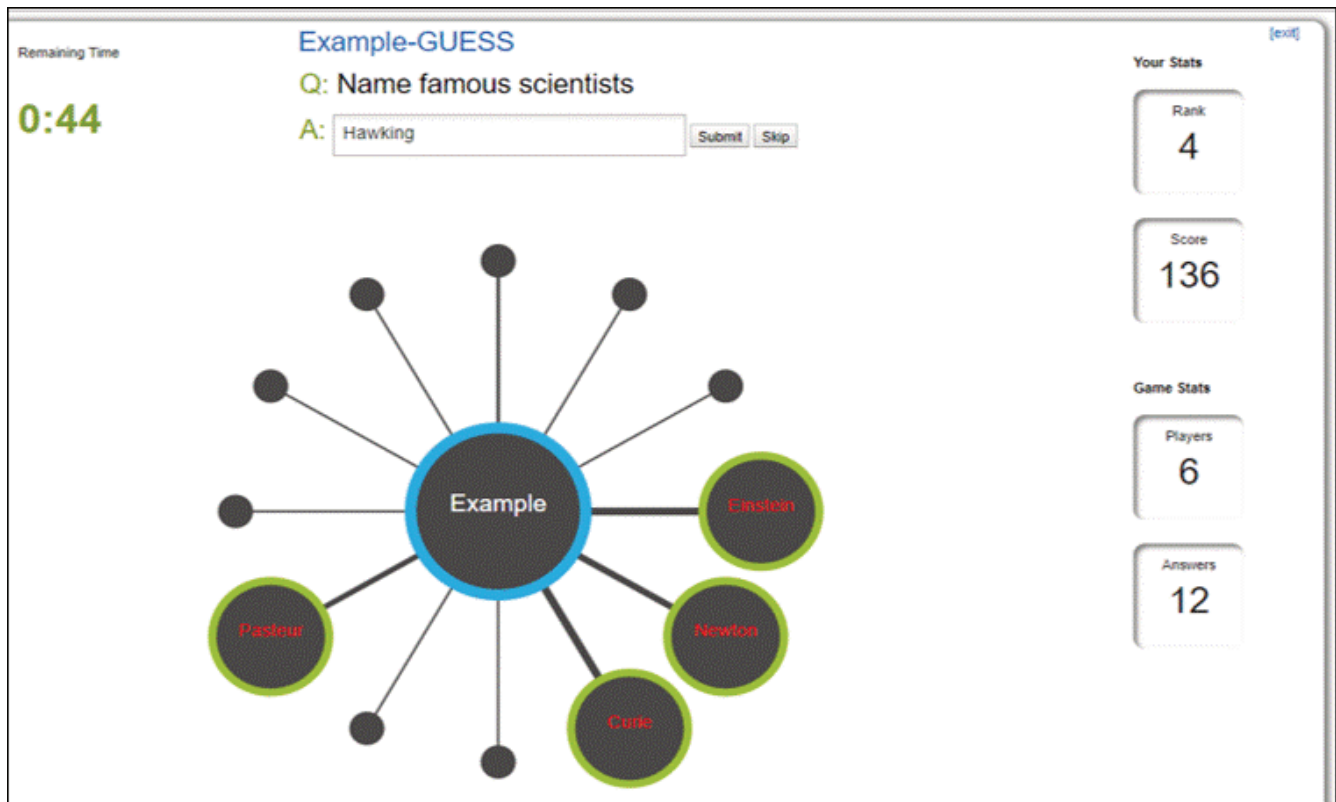 [exit]
Remaining Time
0:44
Example-GUESS
Q: Name famous scientists
A: Hawking
Submit Skip
Your Stats
Rank
4
Score
136
Game Stats
Players
6
Answers
12
Example
Einstein
Newton
Curie
Pasteur